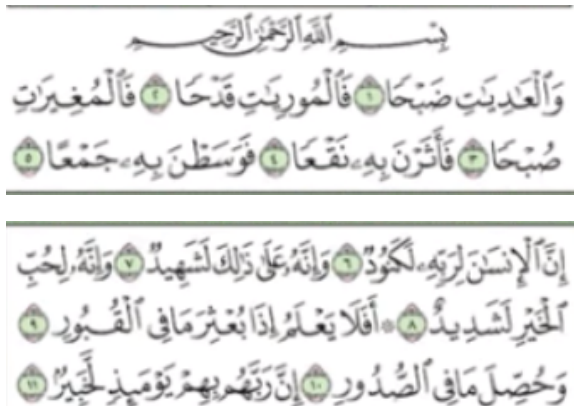 بِسْمِ ٱللَّهِ ٱلرَّحْمَٰنِ ٱلرَّحِيمِ
وَٱلْعَٰدِيَٰتِ ضَبْحًا ١ فَٱلْمُورِيَٰتِ قَدْحًا ٢ فَٱلْمُغِيرَٰتِ
صُبْحًا ٣ فَأَثَرْنَ بِهِۦ نَقْعًا ٤ فَوَسَطْنَ بِهِۦ جَمْعًا ٥
إِنَّ ٱلْإِنسَٰنَ لِرَبِّهِۦ لَكَنُودٌ ٦ وَإِنَّهُۥ عَلَىٰ ذَٰلِكَ لَشَهِيدٌ ٧ وَإِنَّهُۥ لِحُبِّ
ٱلْخَيْرِ لَشَدِيدٌ ٨ ۞ أَفَلَا يَعْلَمُ إِذَا بُعْثِرَ مَا فِى ٱلْقُبُورِ ٩
وَحُصِّلَ مَا فِى ٱلصُّدُورِ ١٠ إِنَّ رَبَّهُم بِهِمْ يَوْمَئِذٍ لَّخَبِيرٌۢ ١١